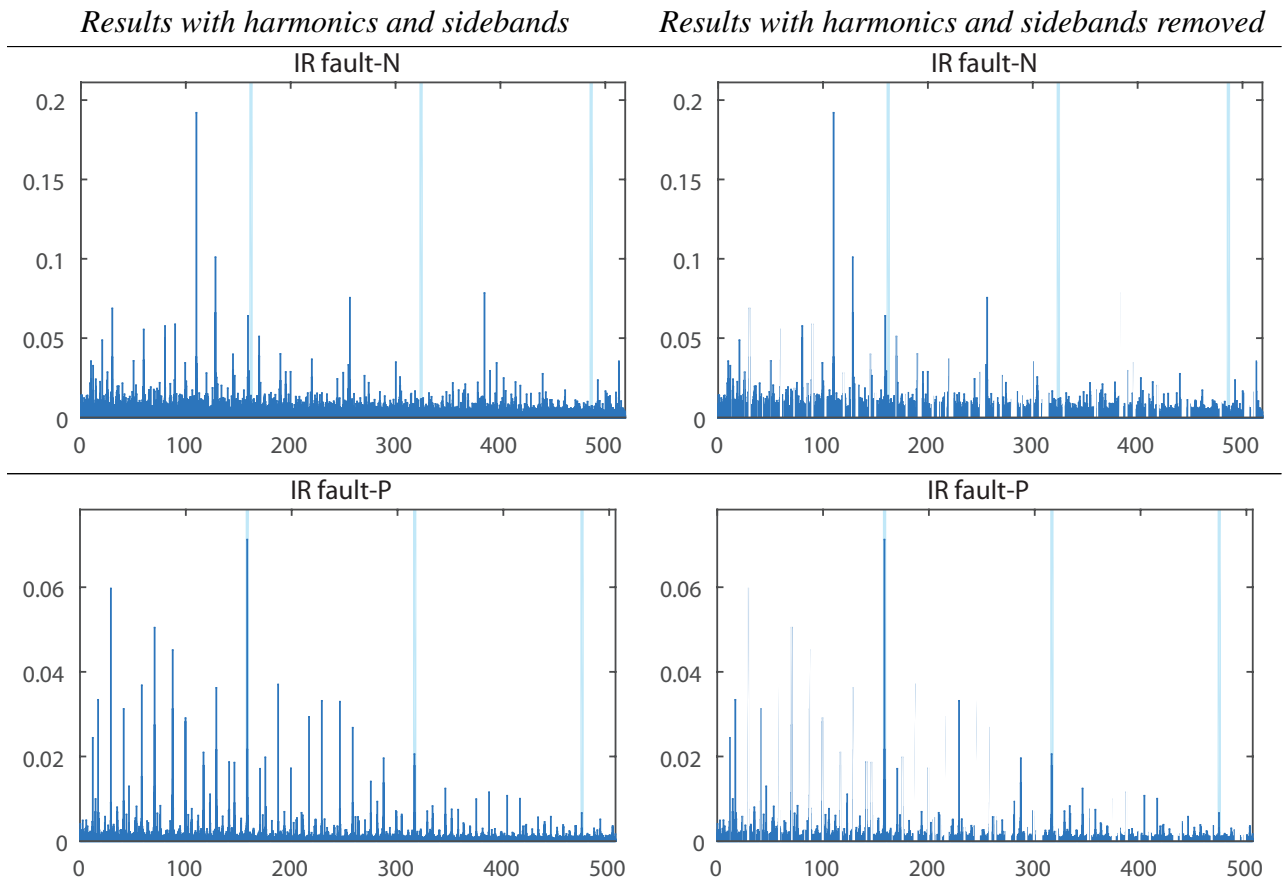 Results with harmonics and sidebands
Results with harmonics and sidebands removed
IR fault-N
0.2
0.15
0.1
0.05
0
0 100 200 300 400 500
IR fault-N
0.2
0.15
0.1
0.05
0
0 100 200 300 400 500
IR fault-P
0.06
0.04
0.02
0
0 100 200 300 400 500
IR fault-P
0.06
0.04
0.02
0
0 100 200 300 400 500